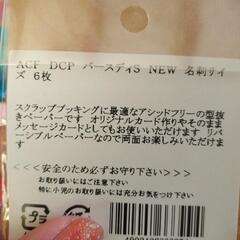 ACF DCP バースディS NEW 名刺サイ
ズ 6枚
スクラップブッキングに最適なアシッドフリーの型抜
きペーパーです オリジナルカード作りやそのまま
メッセージカードとしてもお使いいただけます リバ
ーシブルペーパーなので両面お楽しみいただけま
す
<<<安全のため必ずお守り下さい>>>
お取り扱いにはご注意下さい
特に小児のお取扱いには充分お気をつけ下さい
PP